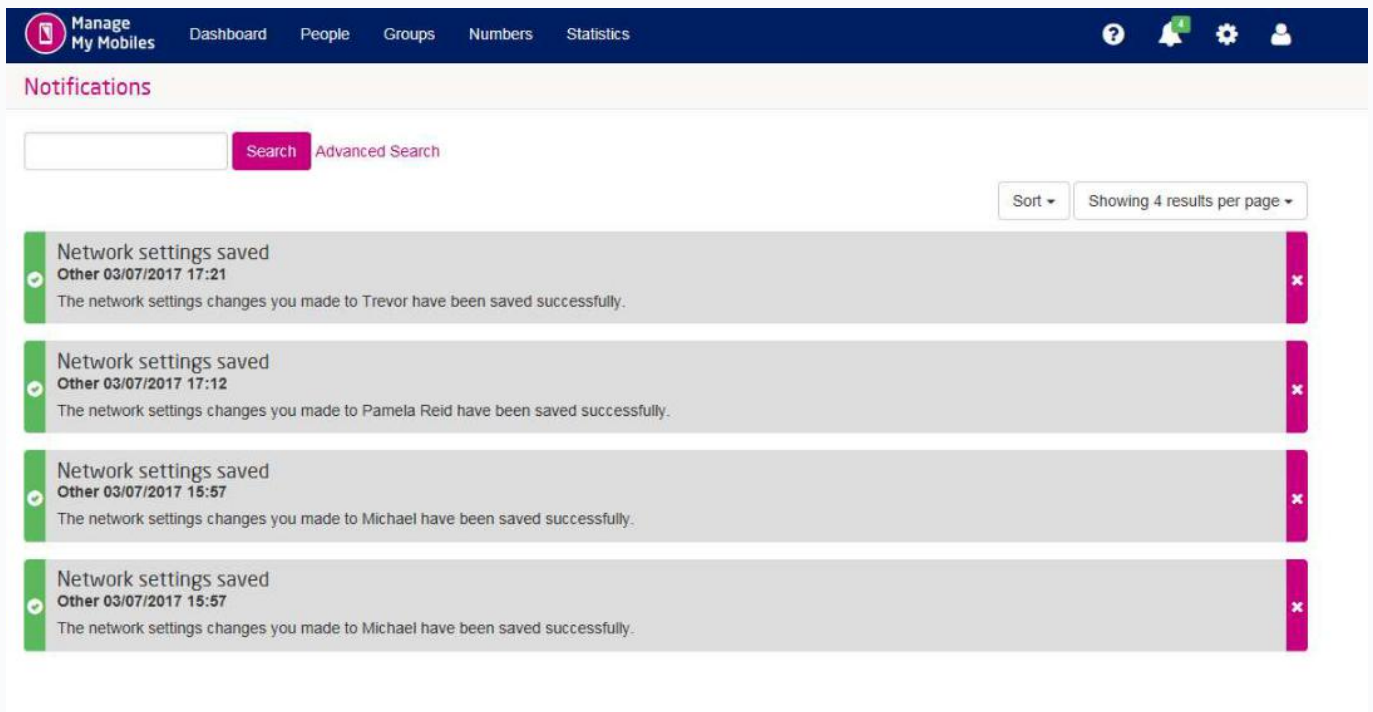 Manage
My Mobiles
Dashboard People Groups Numbers Statistics
4
Notifications
Search Advanced Search
Sort Showing 4 results per page
Network settings saved
Other 03/07/2017 17:21
The network settings changes you made to Trevor have been saved successfully.
Network settings saved
Other 03/07/2017 17:12
The network settings changes you made to Pamela Reid have been saved successfully.
Network settings saved
Other 03/07/2017 15:57
The network settings changes you made to Michael have been saved successfully.
Network settings saved
Other 03/07/2017 15:57
The network settings changes you made to Michael have been saved successfully.